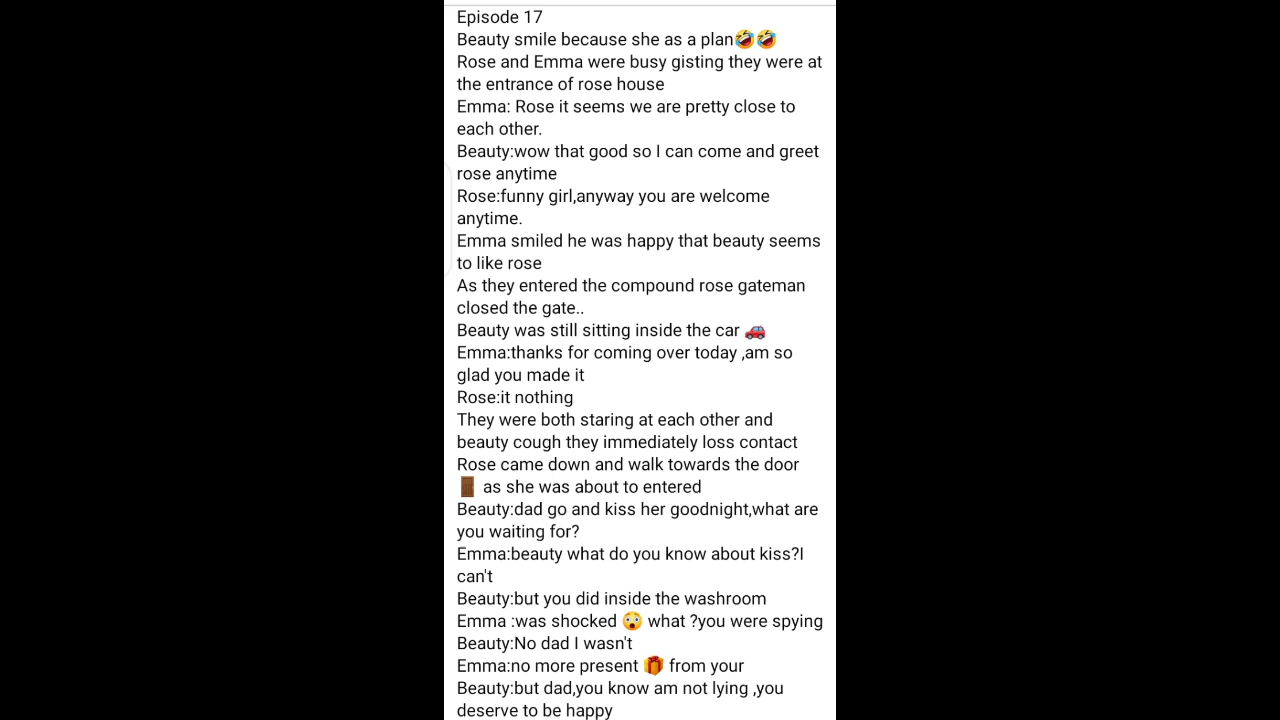 Episode 17
Beauty smile because she as a plan🤣🤣
Rose and Emma were busy gisting they were at
the entrance of rose house
Emma: Rose it seems we are pretty close to
each other.
Beauty:wow that good so I can come and greet
rose anytime
Rose:funny girl,anyway you are welcome
anytime.
Emma smiled he was happy that beauty seems
to like rose
As they entered the compound rose gateman
closed the gate..
Beauty was still sitting inside the car 🚗
Emma:thanks for coming over today ,am so
glad you made it
Rose:it nothing
They were both staring at each other and
beauty cough they immediately loss contact
Rose came down and walk towards the door
🚪 as she was about to entered
Beauty:dad go and kiss her goodnight,what are
you waiting for?
Emma:beauty what do you know about kiss?I
can't
Beauty:but you did inside the washroom
Emma :was shocked 😳 what ?you were spying
Beauty:No dad I wasn't
Emma:no more present 🎁 from your
Beauty:but dad,you know am not lying ,you
deserve to be happy